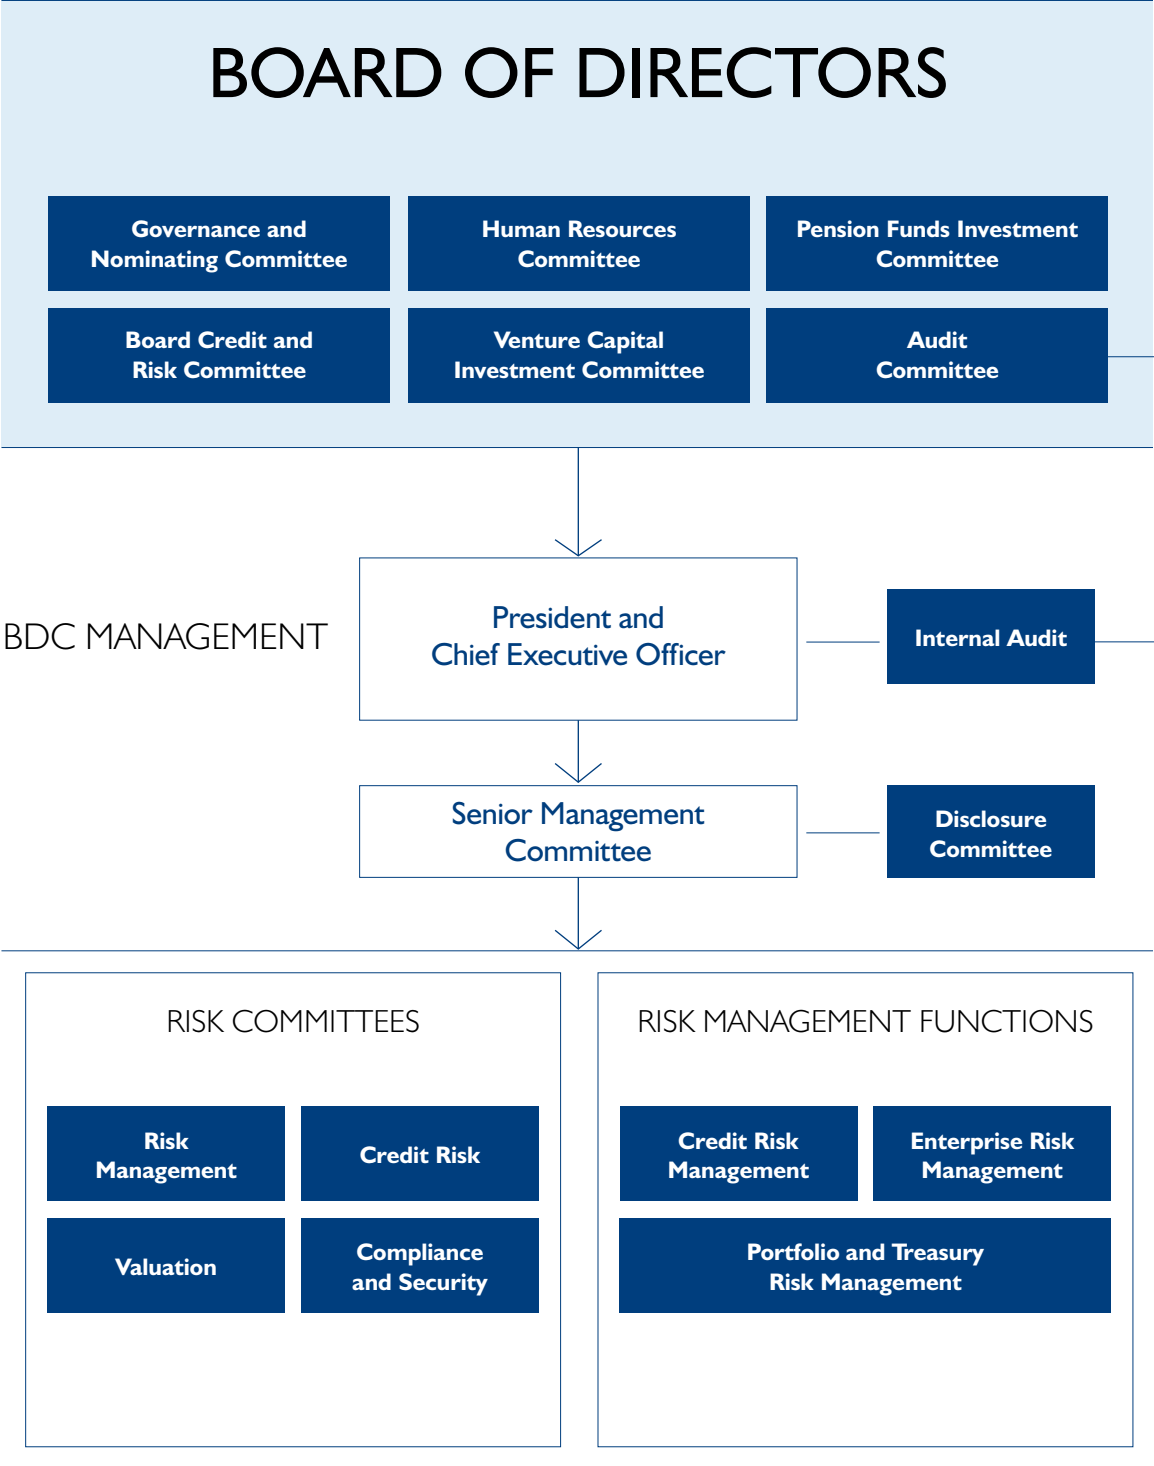 BOARD OF DIRECTORS
Governance and
Nominating Committee
Human Resources
Committee
Pension Funds Investment
Committee
Board Credit and
Risk Committee
Venture Capital
Investment Committee
Audit
Committee
BDC MANAGEMENT
President and
Chief Executive Officer
Internal Audit
Senior Management
Committee
Disclosure
Committee
RISK COMMITTEES
Risk
Management
Credit Risk
Valuation
Compliance
and Security
RISK MANAGEMENT FUNCTIONS
Credit Risk
Management
Enterprise Risk
Management
Portfolio and Treasury
Risk Management